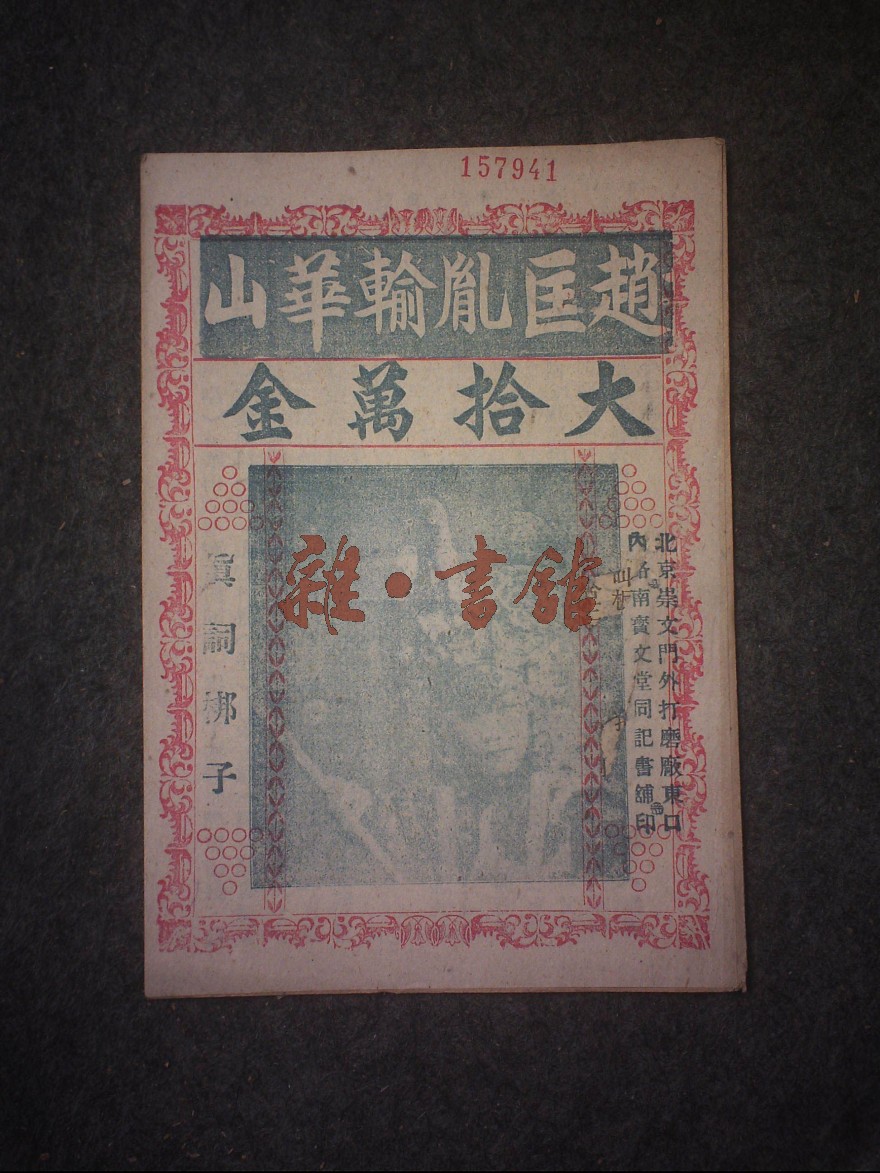 157941
趙匡胤輸華山
大拾萬金
北京崇文門外打磨廠東口
內路南寶文堂同記書舖印
真詞梆子
雜·書館